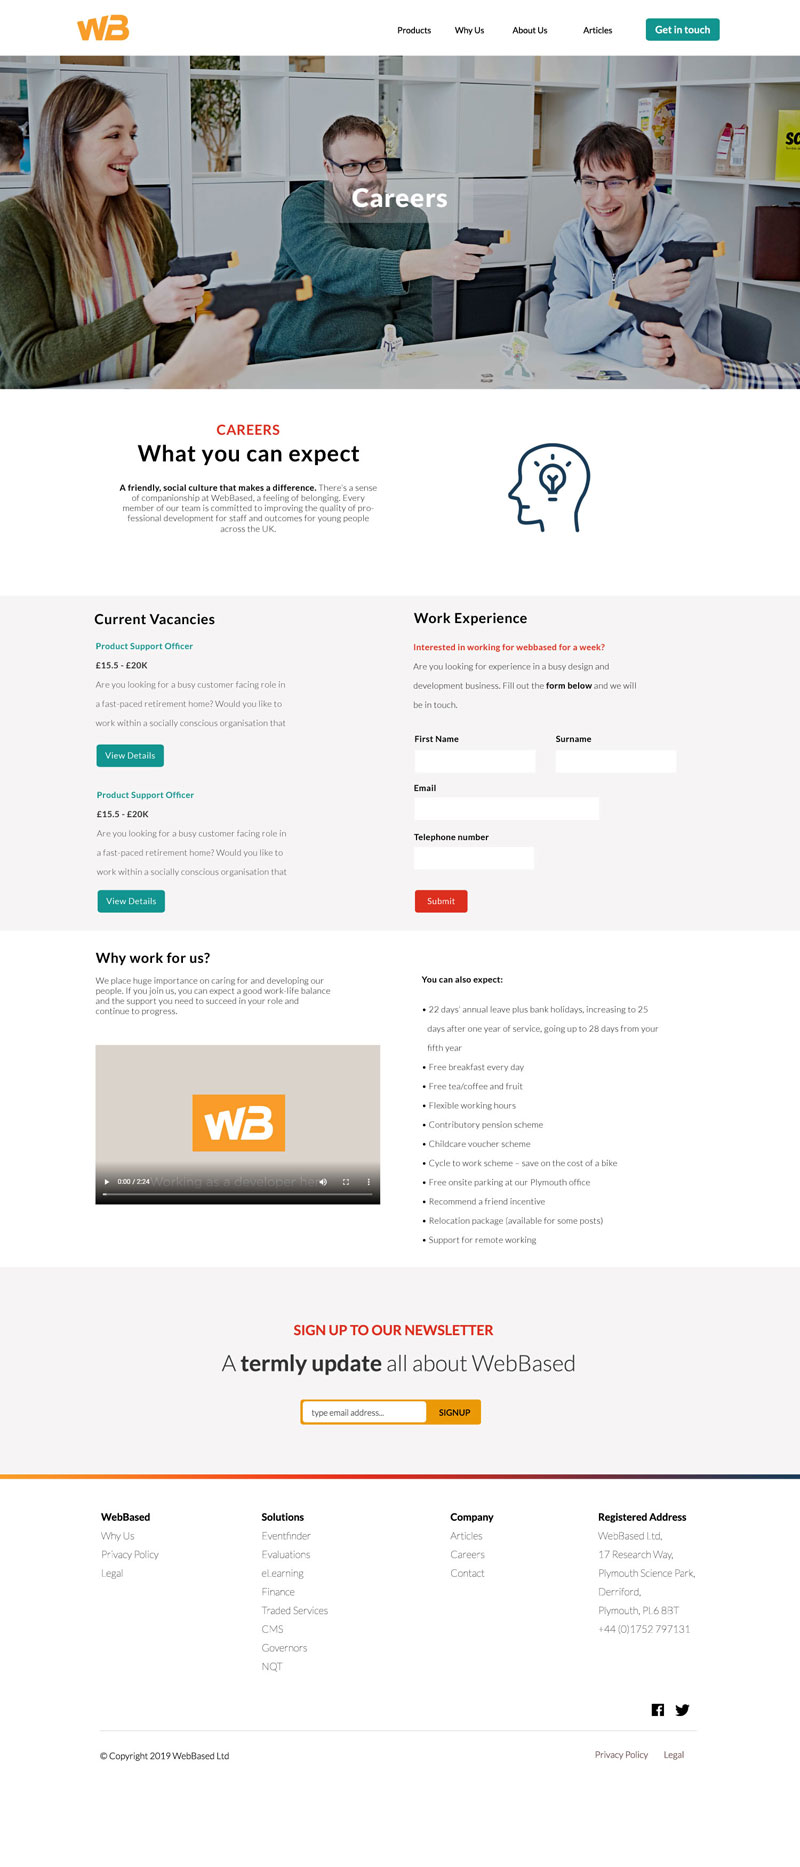 WB
Products Why Us About Us Articles Get in touch
Careers
CAREERS
What you can expect
A friendly, social culture that makes a difference. There's a sense
of companionship at WebBased, a feeling of belonging. Every
member of our team is committed to improving the quality of pro-
fessional development for staff and outcomes for young people
across the UK.
Current Vacancies
Product Support Officer
£15.5 - £20K
Are you looking for a busy customer facing role in
a fast-paced retirement home? Would you like to
work within a socially conscious organisation that
View Details
Product Support Officer
£15.5 - £20K
Are you looking for a busy customer facing role in
a fast-paced retirement home? Would you like to
work within a socially conscious organisation that
View Details
Work Experience
Interested in working for webbased for a week?
Are you looking for experience in a busy design and
development business. Fill out the form below and we will
be in touch.
First Name Surname
Email
Telephone number
Submit
Why work for us?
We place huge importance on caring for and developing our
people. If you join us, you can expect a good work-life balance
and the support you need to succeed in your role and
continue to progress.
WB
Working as a developer her
0:00 / 2:24
You can also expect:
• 22 days' annual leave plus bank holidays, increasing to 25
days after one year of service, going up to 28 days from your
fifth year
• Free breakfast every day
• Free tea/coffee and fruit
• Flexible working hours
• Contributory pension scheme
• Childcare voucher scheme
• Cycle to work scheme – save on the cost of a bike
• Free onsite parking at our Plymouth office
• Recommend a friend incentive
• Relocation package (available for some posts)
• Support for remote working
SIGN UP TO OUR NEWSLETTER
A termly update all about WebBased
type email address... SIGNUP
WebBased
Why Us
Privacy Policy
Legal
Solutions
Eventfinder
Evaluations
eLearning
Finance
Traded Services
CMS
Governors
NQT
Company
Articles
Careers
Contact
Registered Address
WebBased Ltd,
17 Research Way,
Plymouth Science Park,
Derriford,
Plymouth, PL6 8BT
+44 (0)1752 797131
© Copyright 2019 WebBased Ltd
Privacy Policy Legal